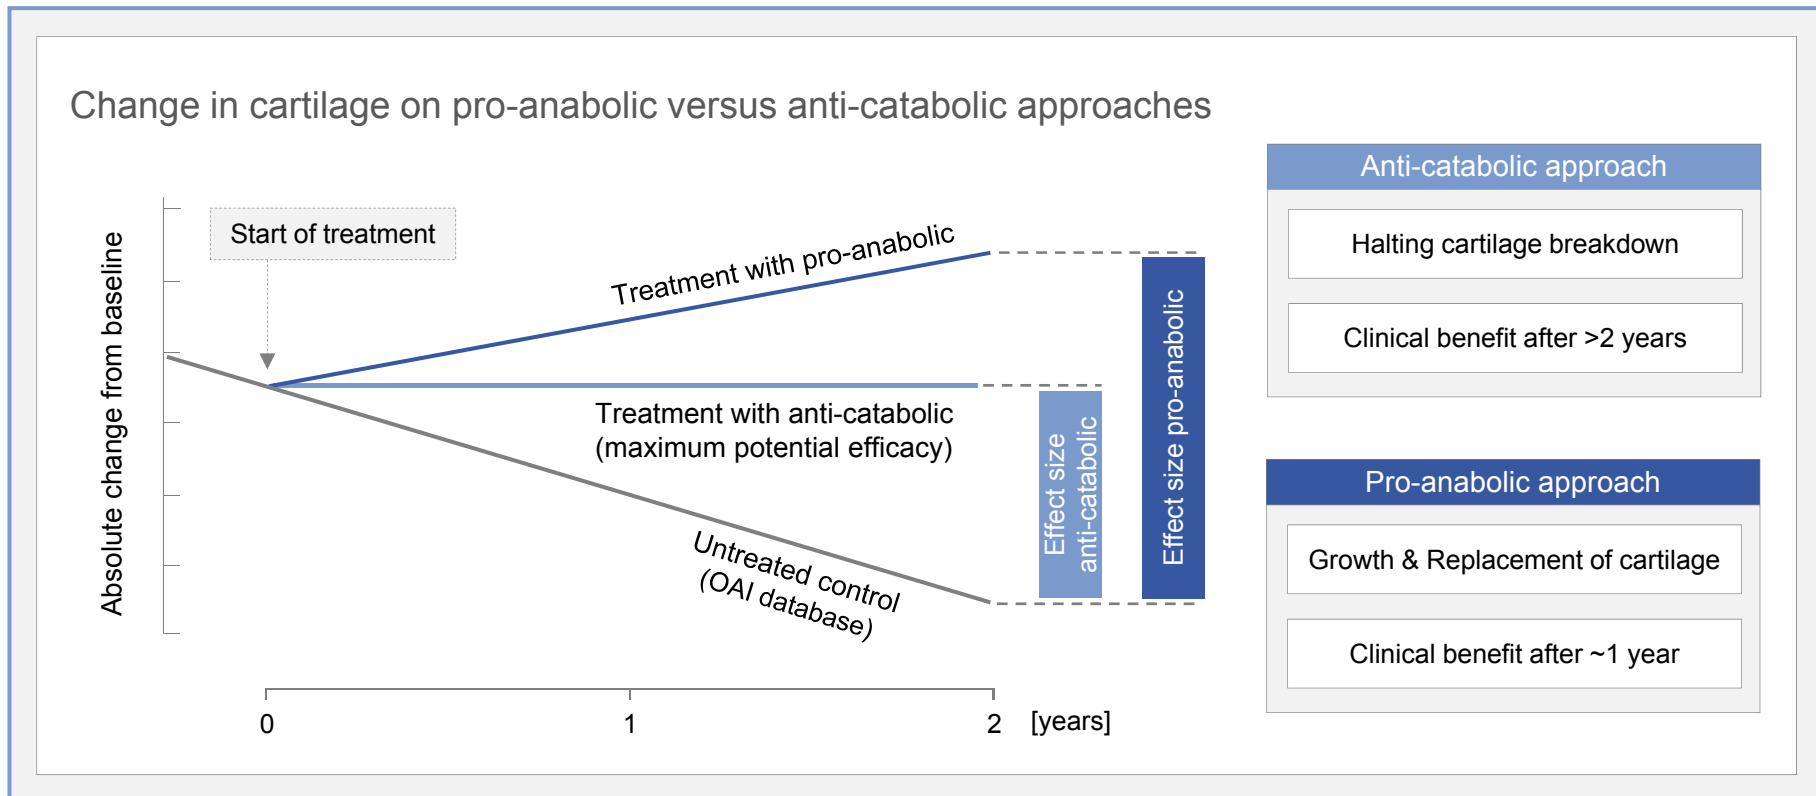 Change in cartilage on pro-anabolic versus anti-catabolic approaches
Absolute change from baseline
Start of treatment
Treatment with pro-anabolic
Treatment with anti-catabolic
(maximum potential efficacy)
Untreated control
(OAI database)
Effect size
anti-catabolic
Effect size pro-anabolic
0
1
2
[years]
Anti-catabolic approach
Halting cartilage breakdown
Clinical benefit after >2 years
Pro-anabolic approach
Growth & Replacement of cartilage
Clinical benefit after ~1 year